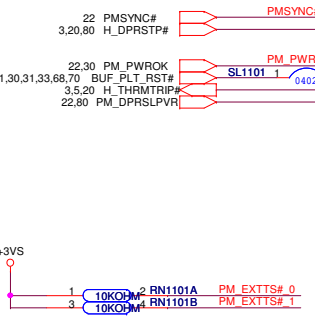 22 PMSYNC# PMSYNC#
3,20,80 H_DPRSTP#
22,30 PM_PWROK PM_PWR
1,30,31,33,68,70 BUF_PLT_RST# SL1101 1 0402
3,5,20 H_THRMTRIP#
22,80 PM_DPRSLPVR
+3VS
1 10KOHM 2 RN1101A PM_EXTTS#_0
3 10KOHM 4 RN1101B PM_EXTTS#_1